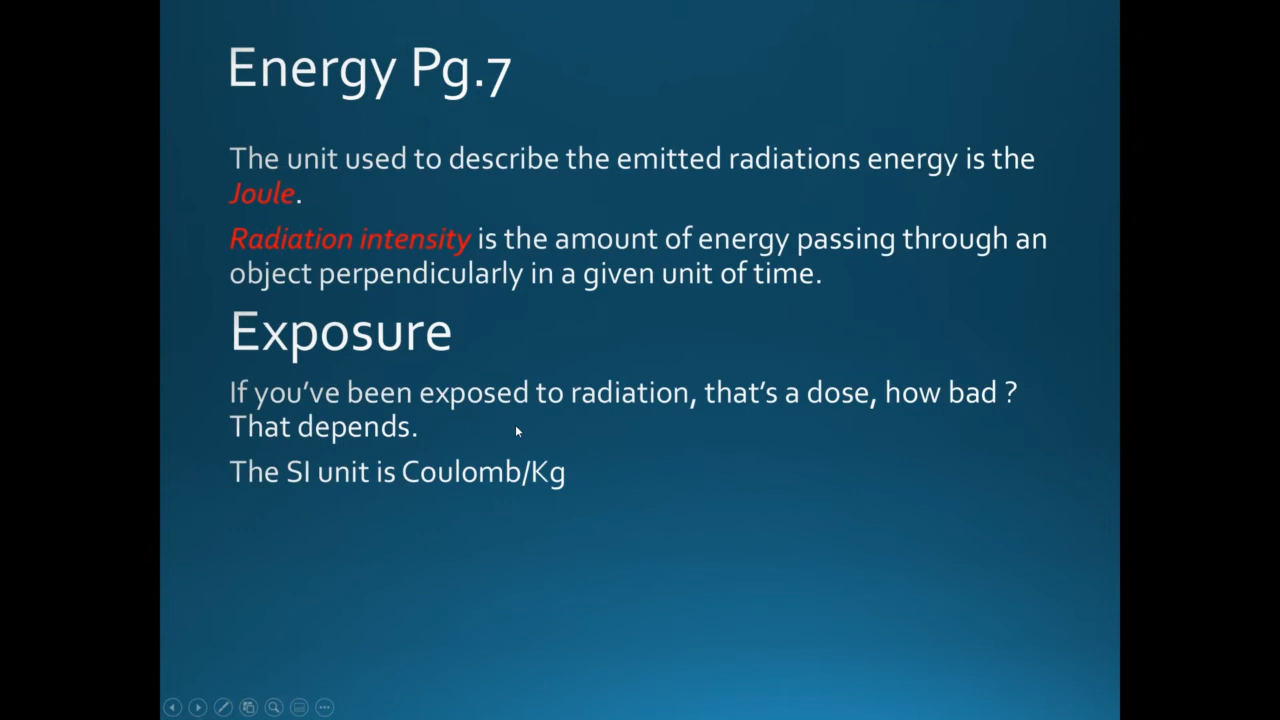 Energy Pg.7
The unit used to describe the emitted radiations energy is the
Joule.
Radiation intensity is the amount of energy passing through an
object perpendicularly in a given unit of time.
Exposure
If you’ve been exposed to radiation, that’s a dose, how bad ?
That depends.
The SI unit is Coulomb/Kg